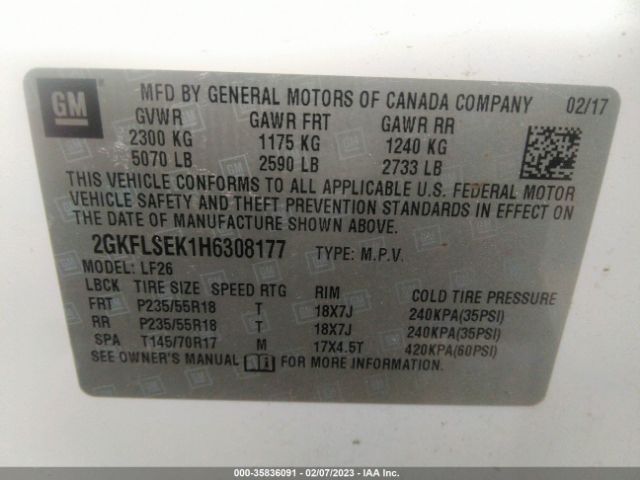 GM
MFD BY GENERAL MOTORS OF CANADA COMPANY 02/17
GVWR GAWR FRT GAWR RR
2300 KG 1175 KG 1240 KG
5070 LB 2590 LB 2733 LB
THIS VEHICLE CONFORMS TO ALL APPLICABLE U.S. FEDERAL MOTOR
VEHICLE SAFETY AND THEFT PREVENTION STANDARDS IN EFFECT ON
THE DATE OF MANUFACTURE SHOWN ABOVE.
2GKFLSEK1H6308177 TYPE: M.P.V.
MODEL: LF26
LBCK TIRE SIZE SPEED RTG RIM COLD TIRE PRESSURE
FRT P235/55R18 T 18X7J 240KPA(35PSI)
RR P235/55R18 T 18X7J 240KPA(35PSI)
SPA T145/70R17 M 17X4.5T 420KPA(60PSI)
SEE OWNER'S MANUAL FOR MORE INFORMATION.
000-35836091 - 02/07/2023 - IAA Inc.